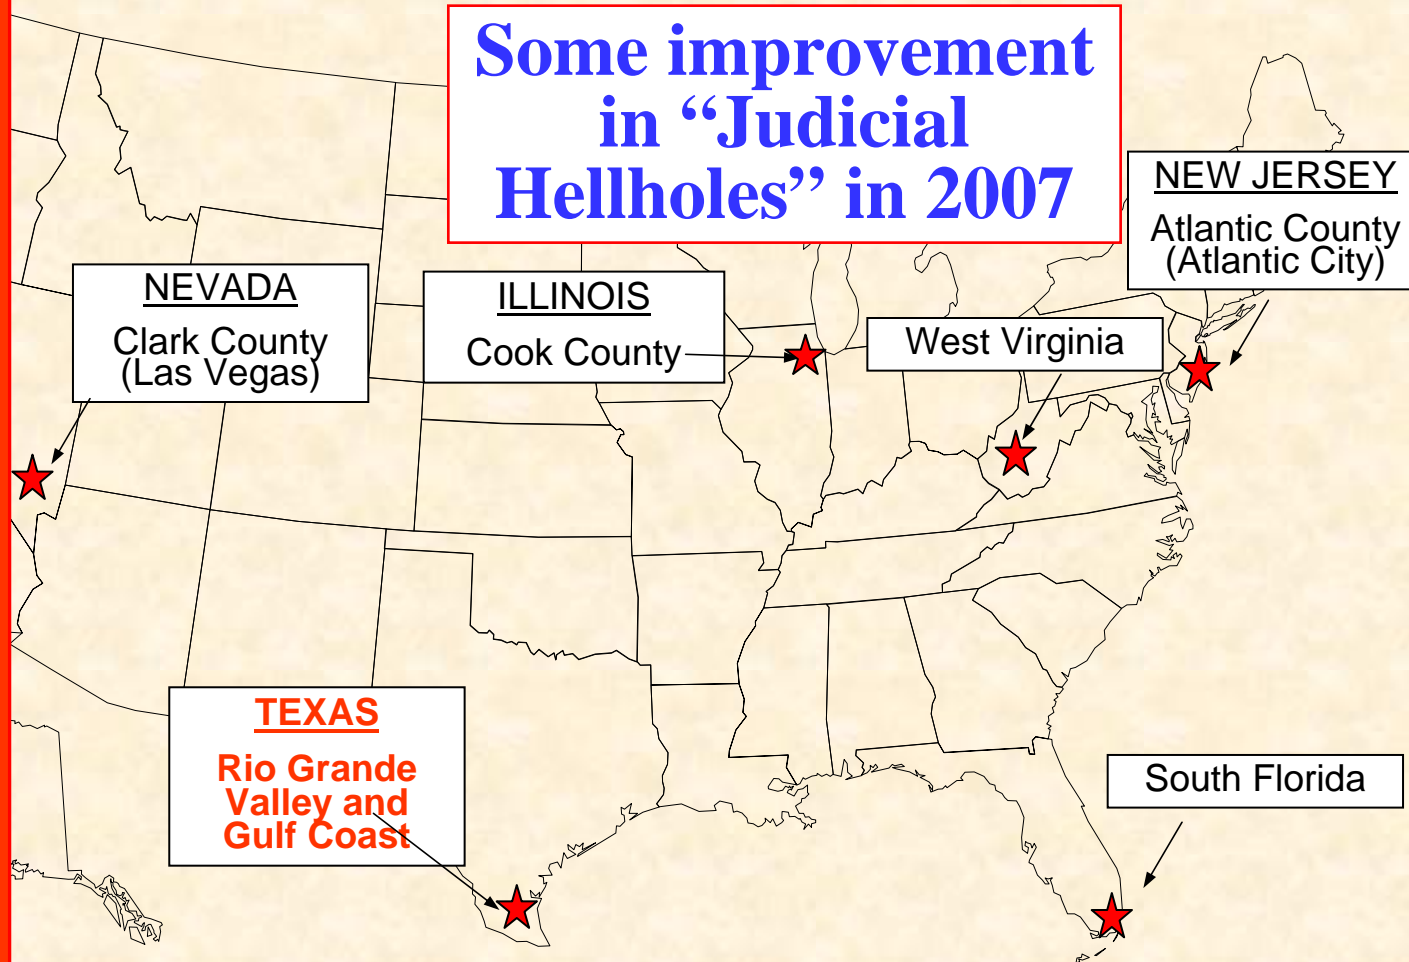 Some improvement
in “Judicial
Hellholes” in 2007
NEW JERSEY
Atlantic County
(Atlantic City)
NEVADA
Clark County
(Las Vegas)
ILLINOIS
Cook County
West Virginia
TEXAS
Rio Grande
Valley and
Gulf Coast
South Florida